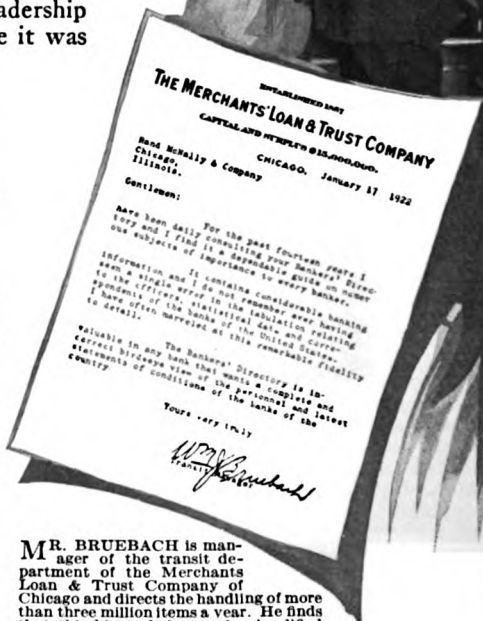 adership
e it was
ESTABLISHED 1857
THE MERCHANTS' LOAN & TRUST COMPANY
CAPITAL AND SURPLUS $15,000,000.
CHICAGO, January 17 1922
Rand McNally & Company
Chicago,
Illinois.
Gentlemen:
For the past fourteen years I
have been daily consulting your Bankers' Direc-
tory and I find it a dependable guide on numer
ous subjects of importance to every banker.
It contains considerable banking
information and I do not remember ever having
seen a single error in the tabulation relating
to the officers, statistical data and corre-
spondents of the banks of the United States.
I have often marveled at this remarkable fidelity
to detail.
The Bankers' Directory is in-
valuable in any bank that wants a complete and
correct birdseye view of the personnel and latest
statements of conditions of the banks of the
country.
Yours very truly
Wm J Bruebach
Transit Manager
MR. BRUEBACH is man-
ager of the transit de-
partment of the Merchants
Loan & Trust Company of
Chicago and directs the handling of more
than three million items a year. He finds